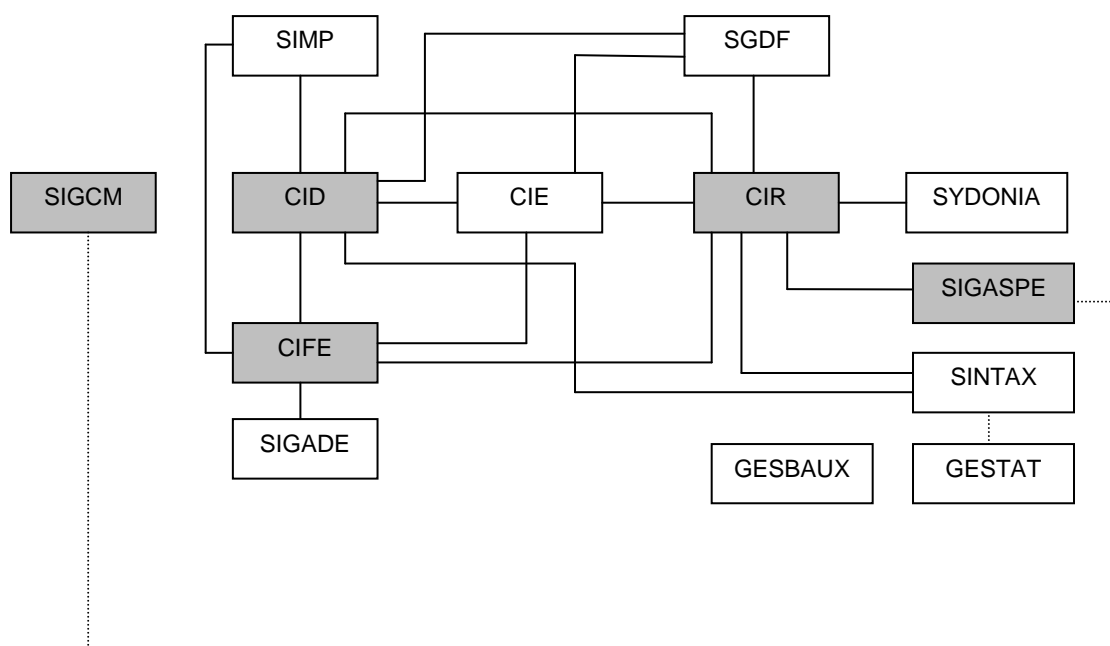 SIMP
SGDF
SIGCM
CID
CIE
CIR
SYDONIA
SIGASPE
CIFE
SINTAX
SIGADE
GESBAUX
GESTAT